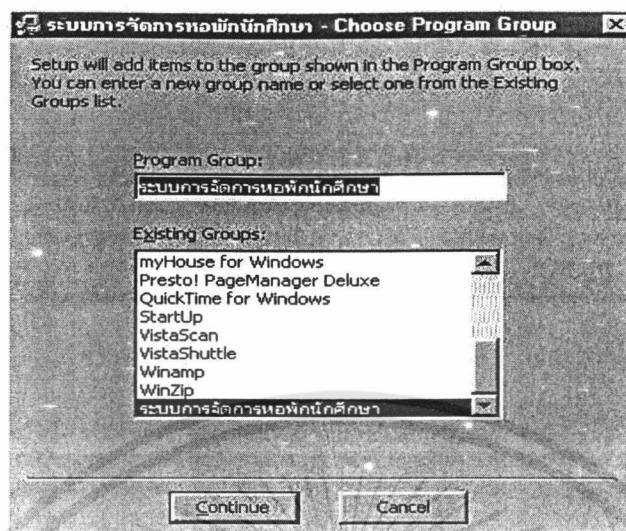 ระบบการจัดการหอพักนักศึกษา - Choose Program Group
Setup will add items to the group shown in the Program Group box.
You can enter a new group name or select one from the Existing
Groups list.
Program Group:
ระบบการจัดการหอพักนักศึกษา
Existing Groups:
myHouse for Windows
Presto! PageManager Deluxe
QuickTime for Windows
StartUp
VistaScan
VistaShuttle
Winamp
WinZip
ระบบการจัดการหอพักนักศึกษา
Continue
Cancel